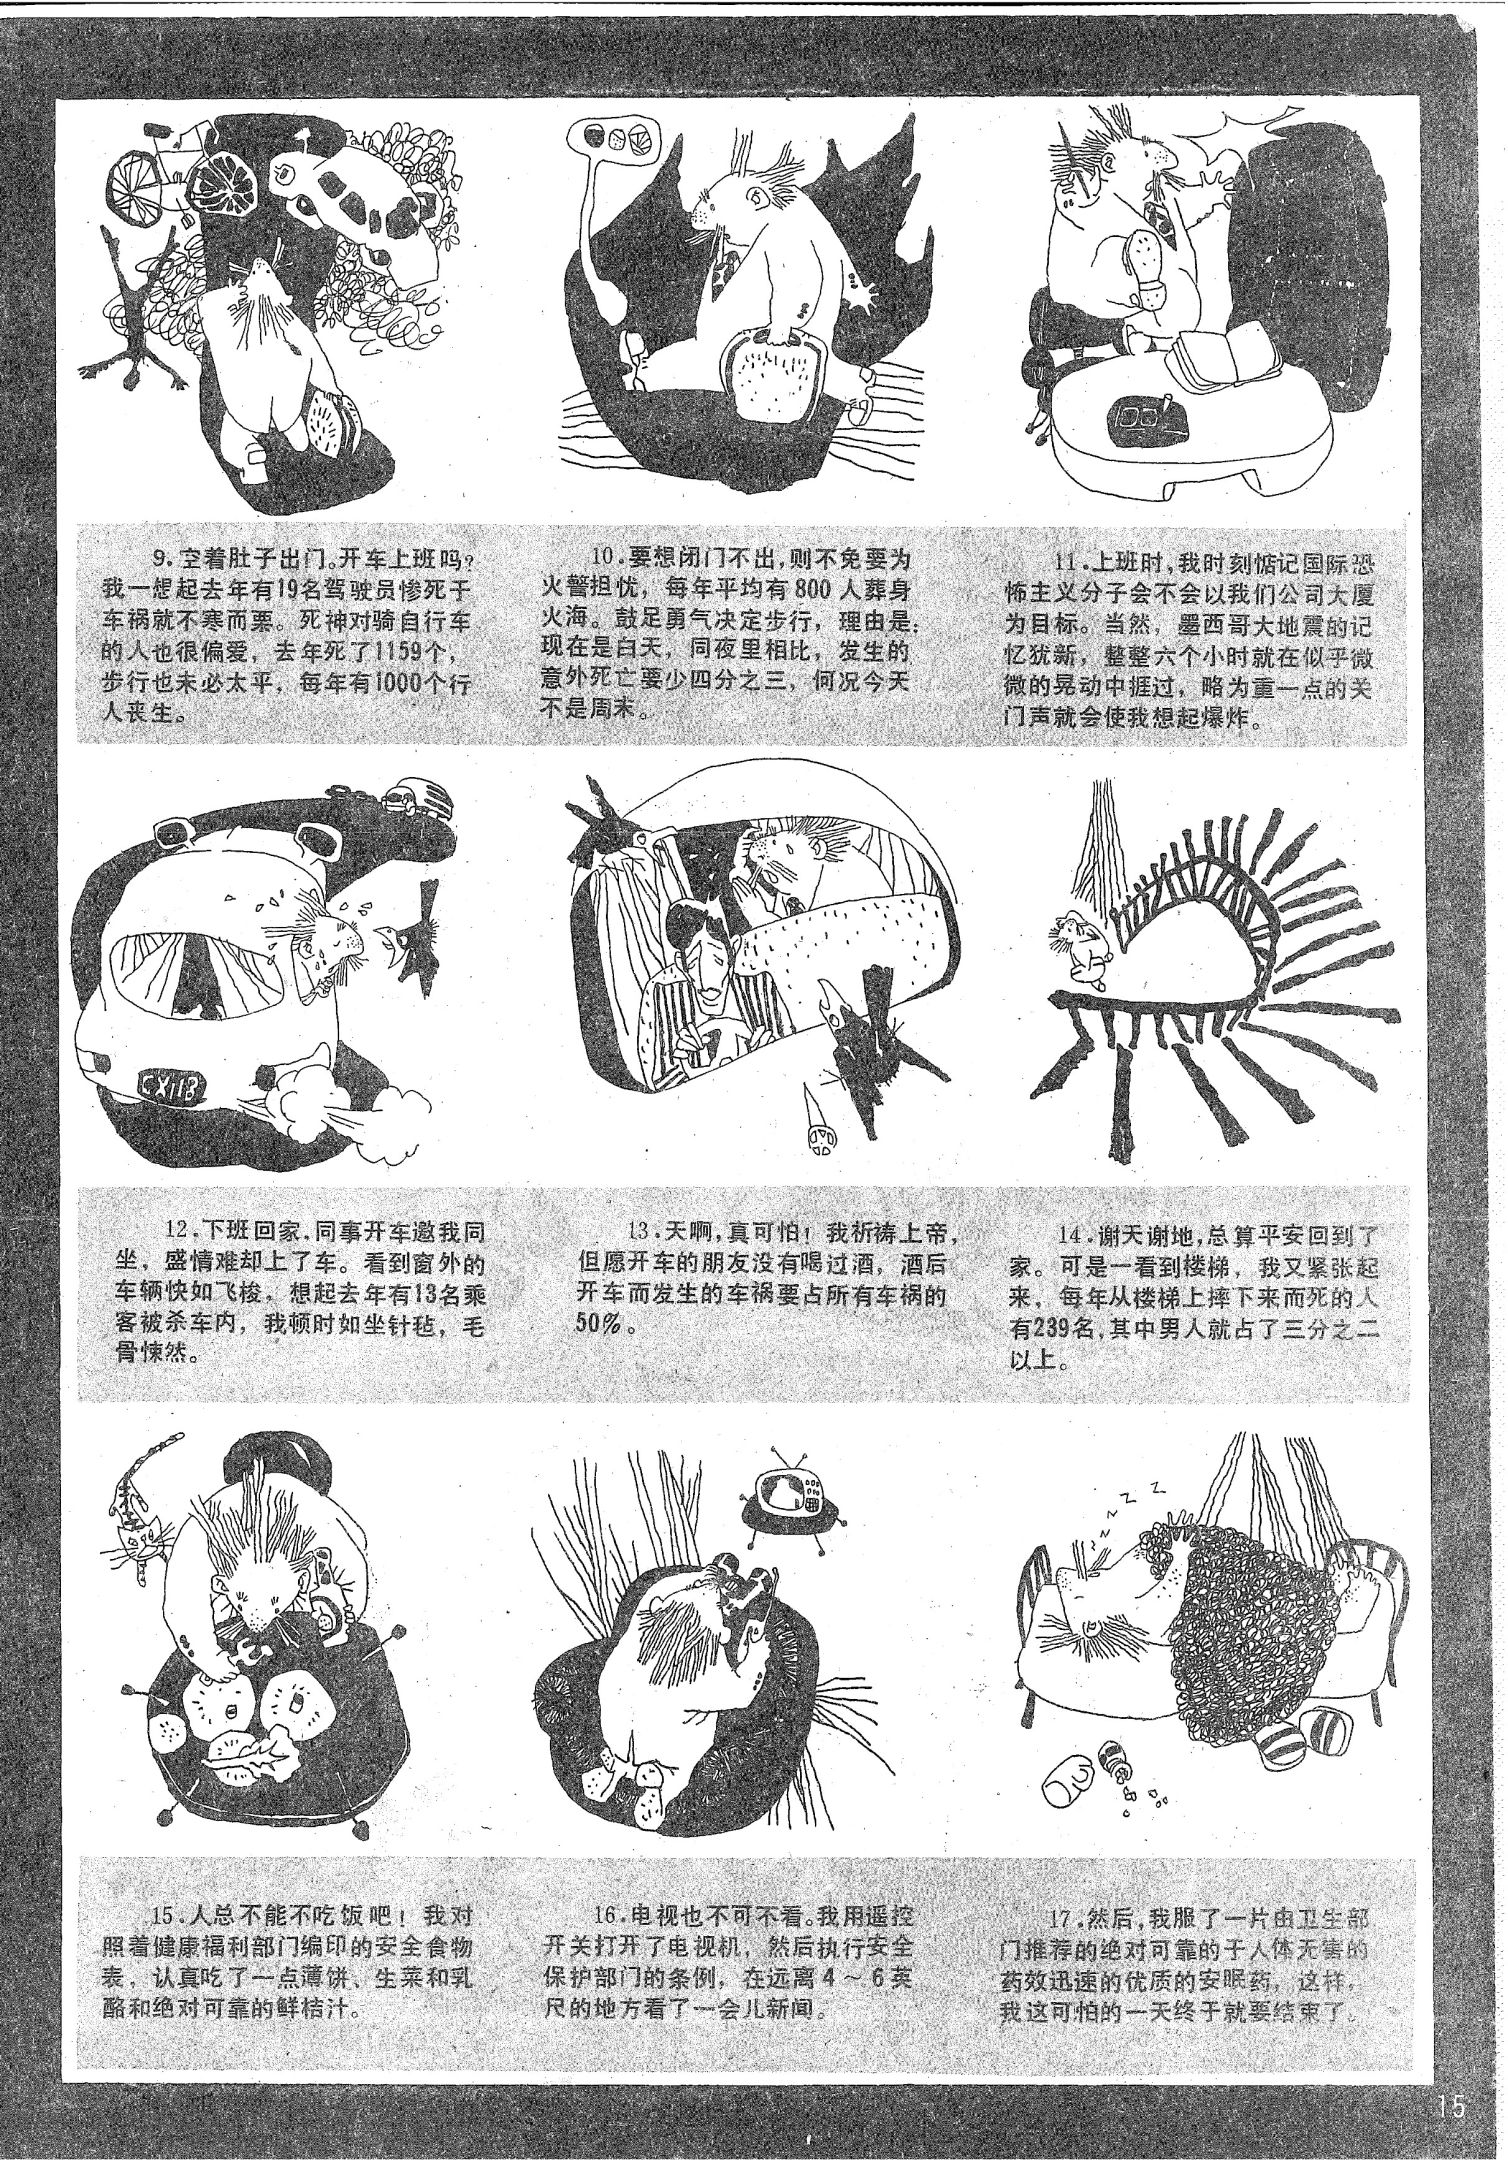 9.空着肚子出门。开车上班吗?
我一想起去年有19名驾驶员惨死于
车祸就不寒而栗。死神对骑自行车
的人也很偏爱，去年死了1159个，
步行也未必太平，每年有1000个行
人丧生。
10.要想闭门不出，则不免要为
火警担忧，每年平均有800人葬身
火海。鼓足勇气决定步行，理由是：
现在是白天，同夜里相比，发生的
意外死亡要少四分之三，何况今天
不是周末。
11.上班时，我时刻惦记国际恐
怖主义分子会不会以我们公司大厦
为目标。当然，墨西哥大地震的记
忆犹新，整整六个小时就在似乎微
微的晃动中捱过，略为重一点的关
门声就会使我想起爆炸。
CX11B
12.下班回家，同事开车邀我同
坐，盛情难却上了车。看到窗外的
车辆快如飞梭，想起去年有13名乘
客被杀车内，我顿时如坐针毡，毛
骨悚然。
13.天啊，真可怕！我祈祷上帝，
但愿开车的朋友没有喝过酒，酒后
开车而发生的车祸要占所有车祸的
50%。
14.谢天谢地，总算平安回到了
家。可是一看到楼梯，我又紧张起
来，每年从楼梯上摔下来而死的人
有239名，其中男人就占了三分之二
以上。
z z z z
15.人总不能不吃饭吧！我对
照着健康福利部门编印的安全食物
表，认真吃了一点薄饼、生菜和乳
酪和绝对可靠的鲜桔汁。
16.电视也不可不看。我用遥控
开关打开了电视机，然后执行安全
保护部门的条例，在远离4～6英
尺的地方看了一会儿新闻。
17.然后，我服了一片由卫生部
门推荐的绝对可靠的于人体无害的
药效迅速的优质的安眠药，这样，
我这可怕的一天终于就要结束了。
15